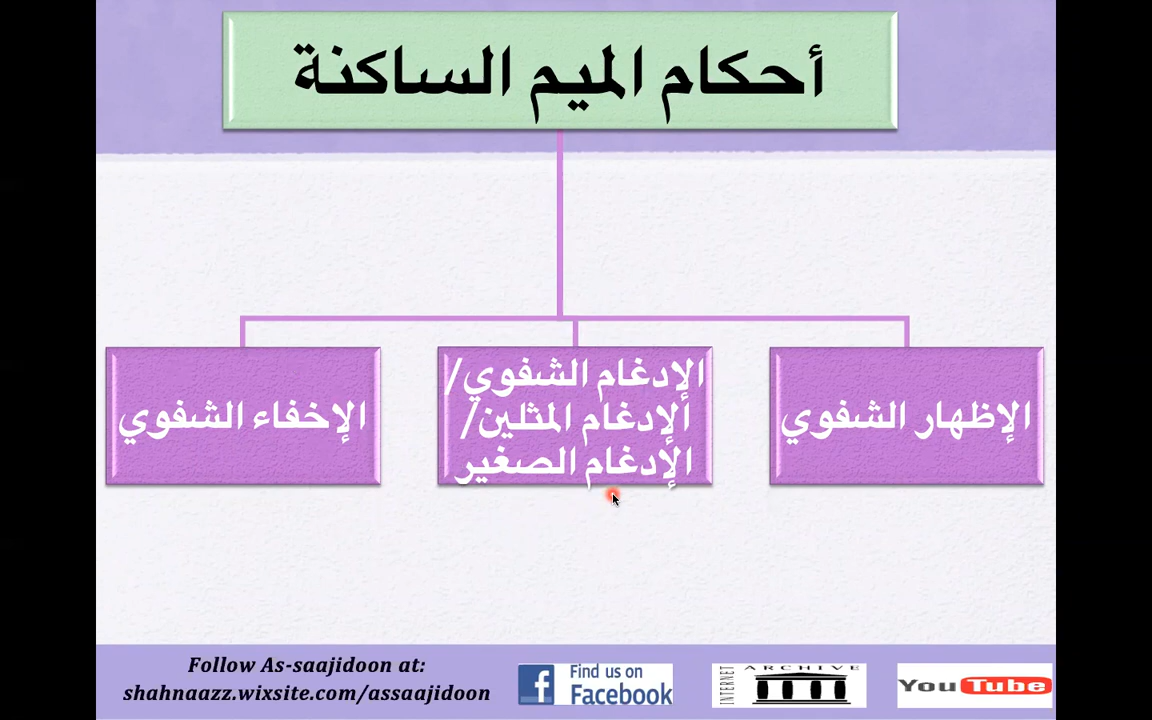 أحكام الميم الساكنة
الإظهار الشفوي
الإدغام الشفوي/
الإدغام المثلين/
الإدغام الصغير
الإخفاء الشفوي
Follow As-saajidoon at:
shahnaazz.wixsite.com/assaajidoon
Find us on
Facebook
INTERNET
ARCHIVE
YouTube